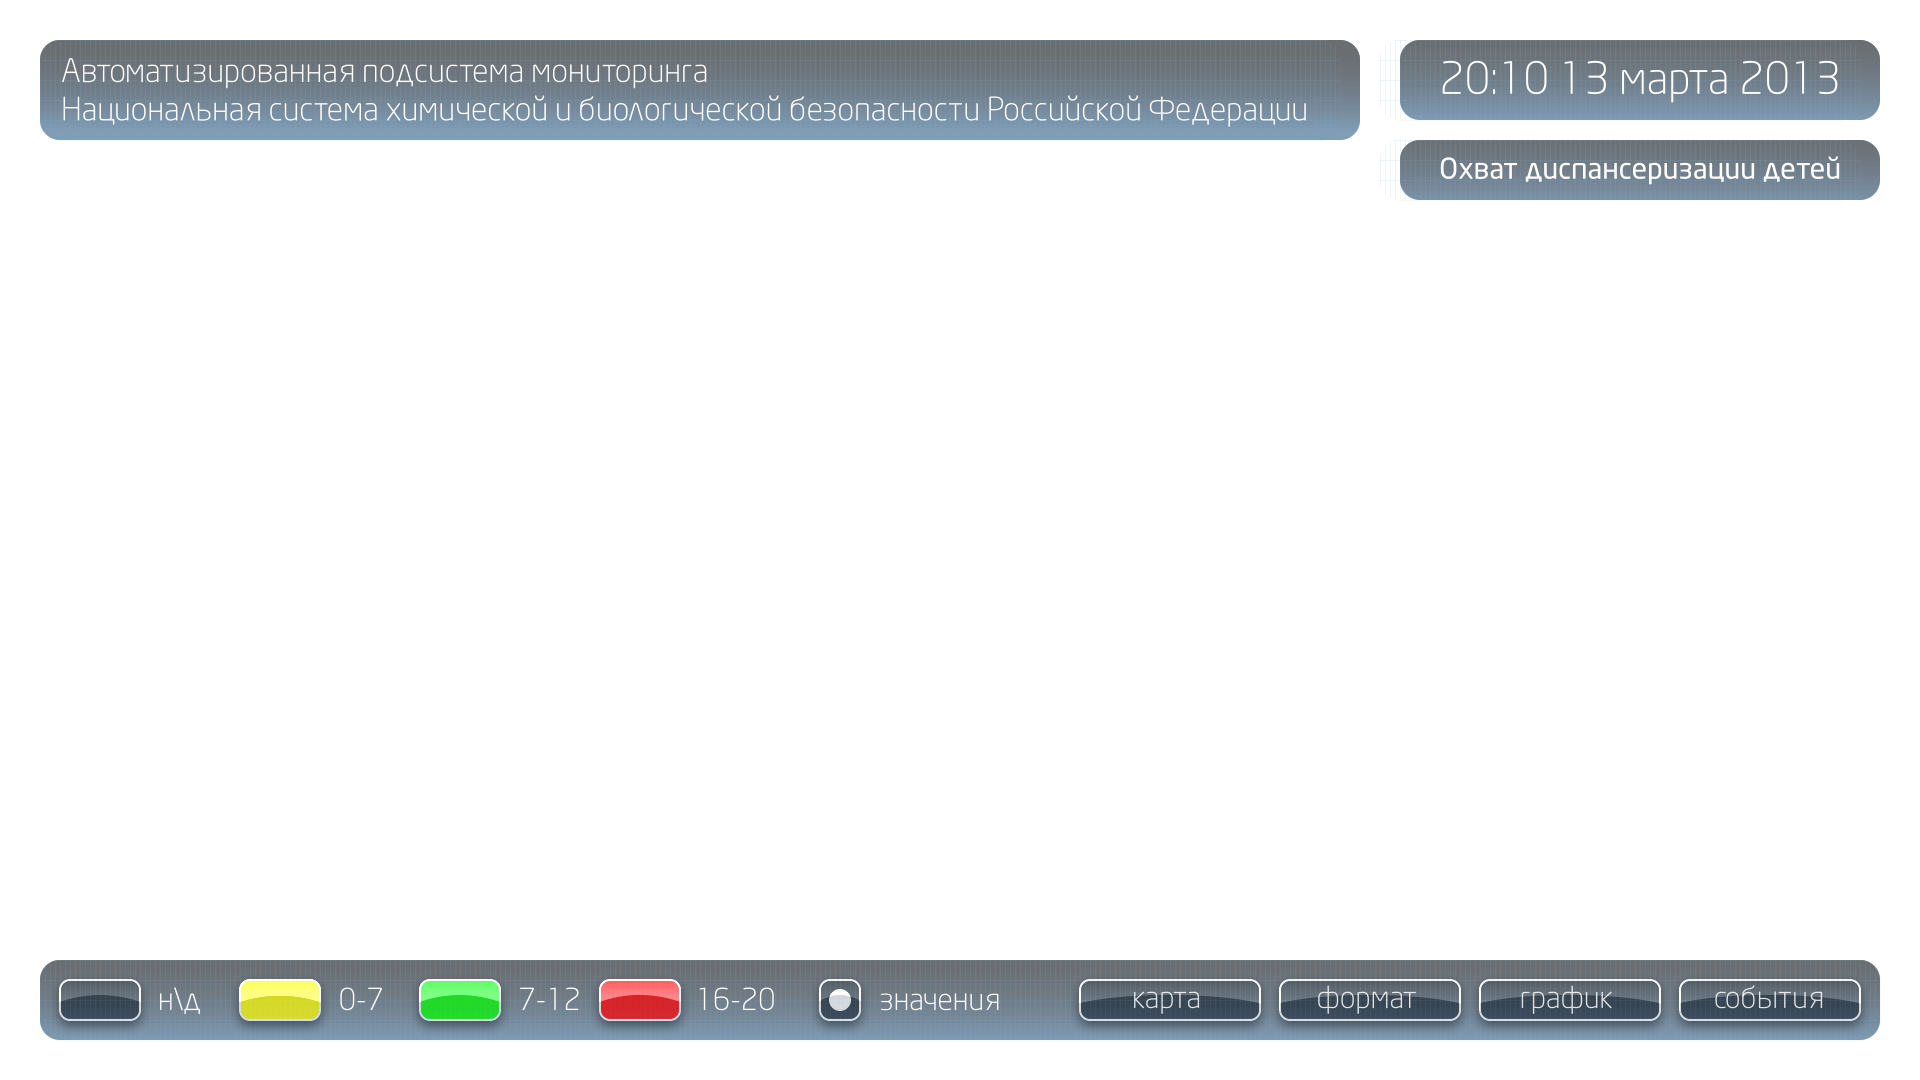 Автоматизированная подсистема мониторинга
Национальная система химической и биологической безопасности Российской Федерации
20:10 13 марта 2013
Охват диспансеризации детей
н\д 0-7 7-12 16-20 значения карта формат график события